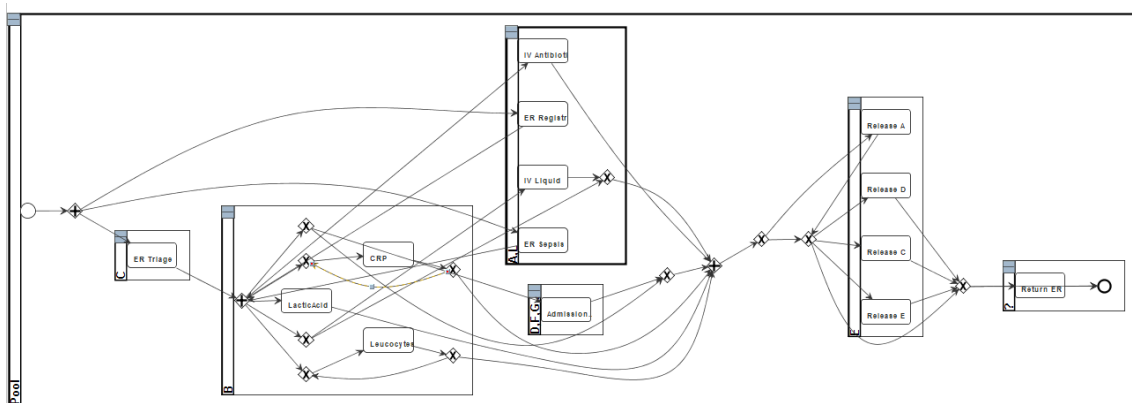 Pool
C
ER Triage
B
CRP
LacticAcid
Leucocytes
IV Antibioti
ER Registr
IV Liquid
ER Sepsis
Admission_
E
Release A
Release D
Release C
Release E
?
Return ER